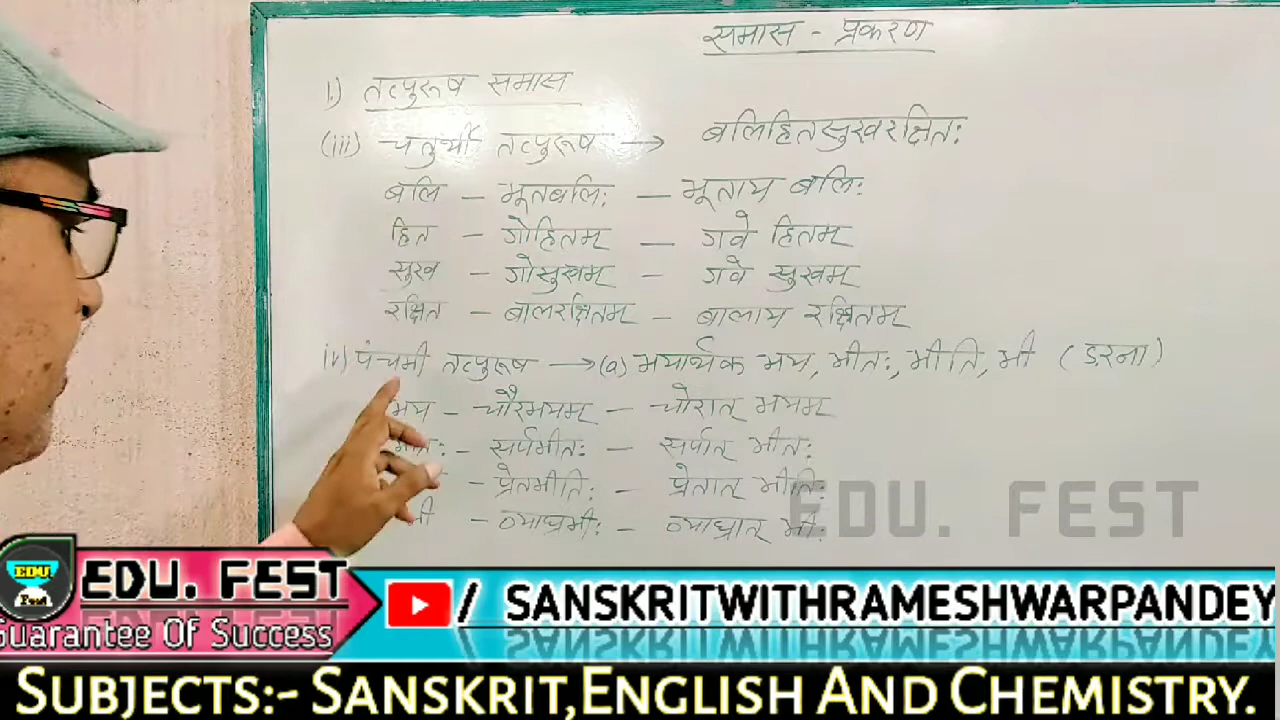 समास - प्रकरण
1.) तत्पुरूष समास
(iii) चतुर्थी तत्पुरूष → बलिहितसुखरक्षितः
बलि - भूतबलिः - भूताय बलिः
हित - गोहितम् - गवे हितम्
सुख - गोसुखम् - गवे सुखम्
रक्षित - बालरक्षितम् - बालाय रक्षितम्
iv) पंचमी तत्पुरूष → (a) भयार्थक भय, भीतः, भीति, भी (डरना)
भय - चौरभयम् - चोरात् भयम्
भीतः - सर्पभीतः - सर्पात् भीतः
- प्रेतभीतिः - प्रेतात् भीतिः
भी - व्याघ्रभीः - व्याघ्रात् भीः
EDU. FEST
EDU. FEST
EDU. Fest
Guarantee Of Success
/ SANSKRITWITHRAMESHWARPANDEY
SUBJECTS:- SANSKRIT,ENGLISH AND CHEMISTRY.